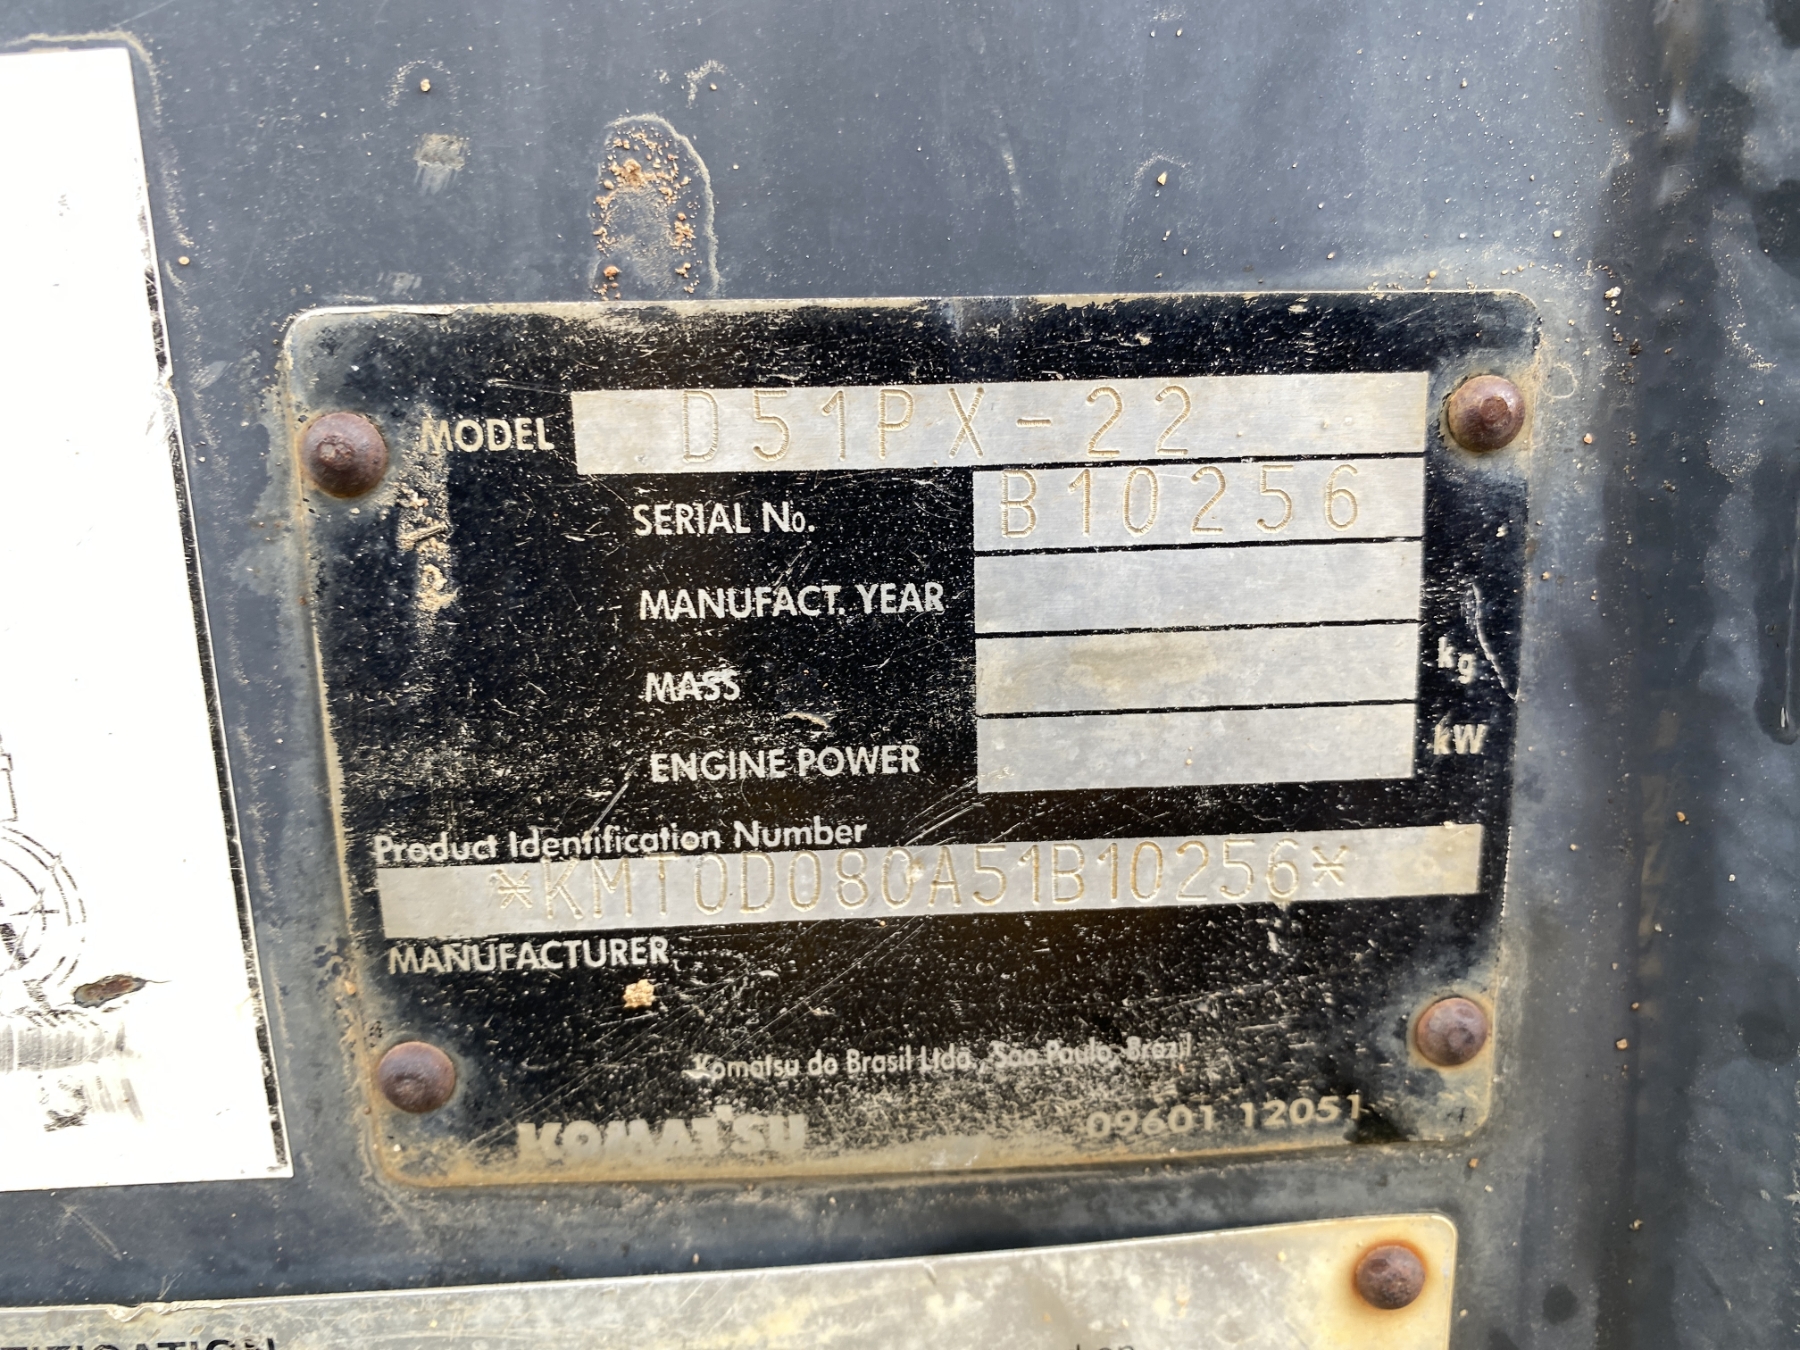 MODEL D51PX-22
SERIAL No. B10256
MANUFACT. YEAR
MASS kg
ENGINE POWER kW
Product Identification Number
*KMT0D080A51B10256*
MANUFACTURER
Komatsu do Brasil Ltda., Sao Paulo, Brazil
KOMATSU 09601 12051